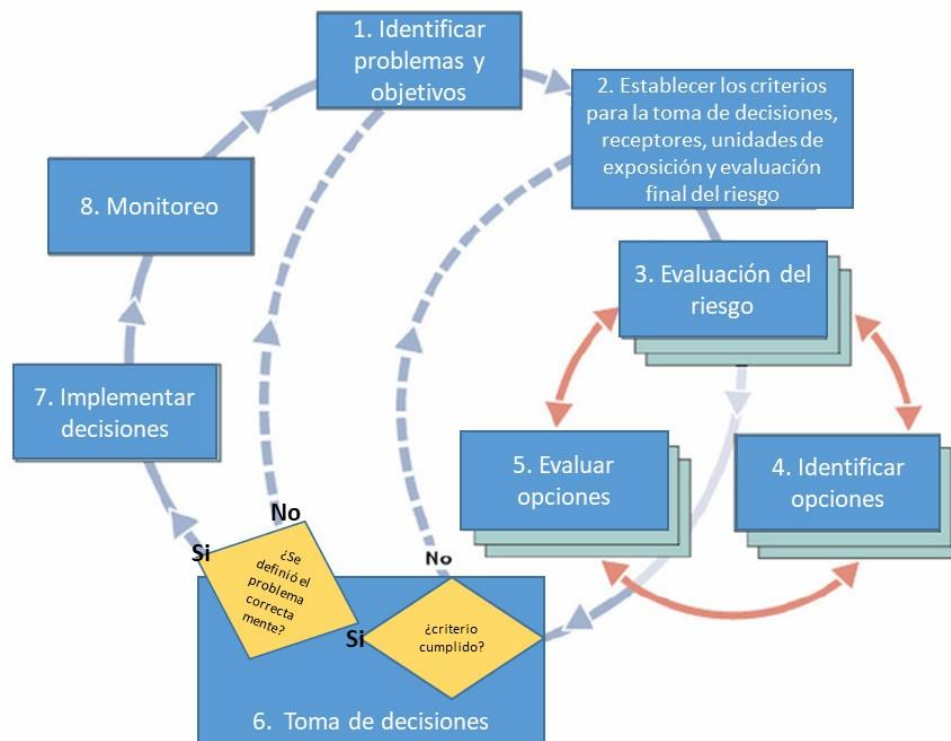 1. Identificar
problemas y
objetivos
2. Establecer los criterios
para la toma de decisiones,
receptores, unidades de
exposición y evaluación
final del riesgo
3. Evaluación del
riesgo
4. Identificar
opciones
5. Evaluar
opciones
No
¿criterio
cumplido?
Si
6. Toma de decisiones
No
¿Se
definió el
problema
correcta
mente?
Si
7. Implementar
decisiones
8. Monitoreo